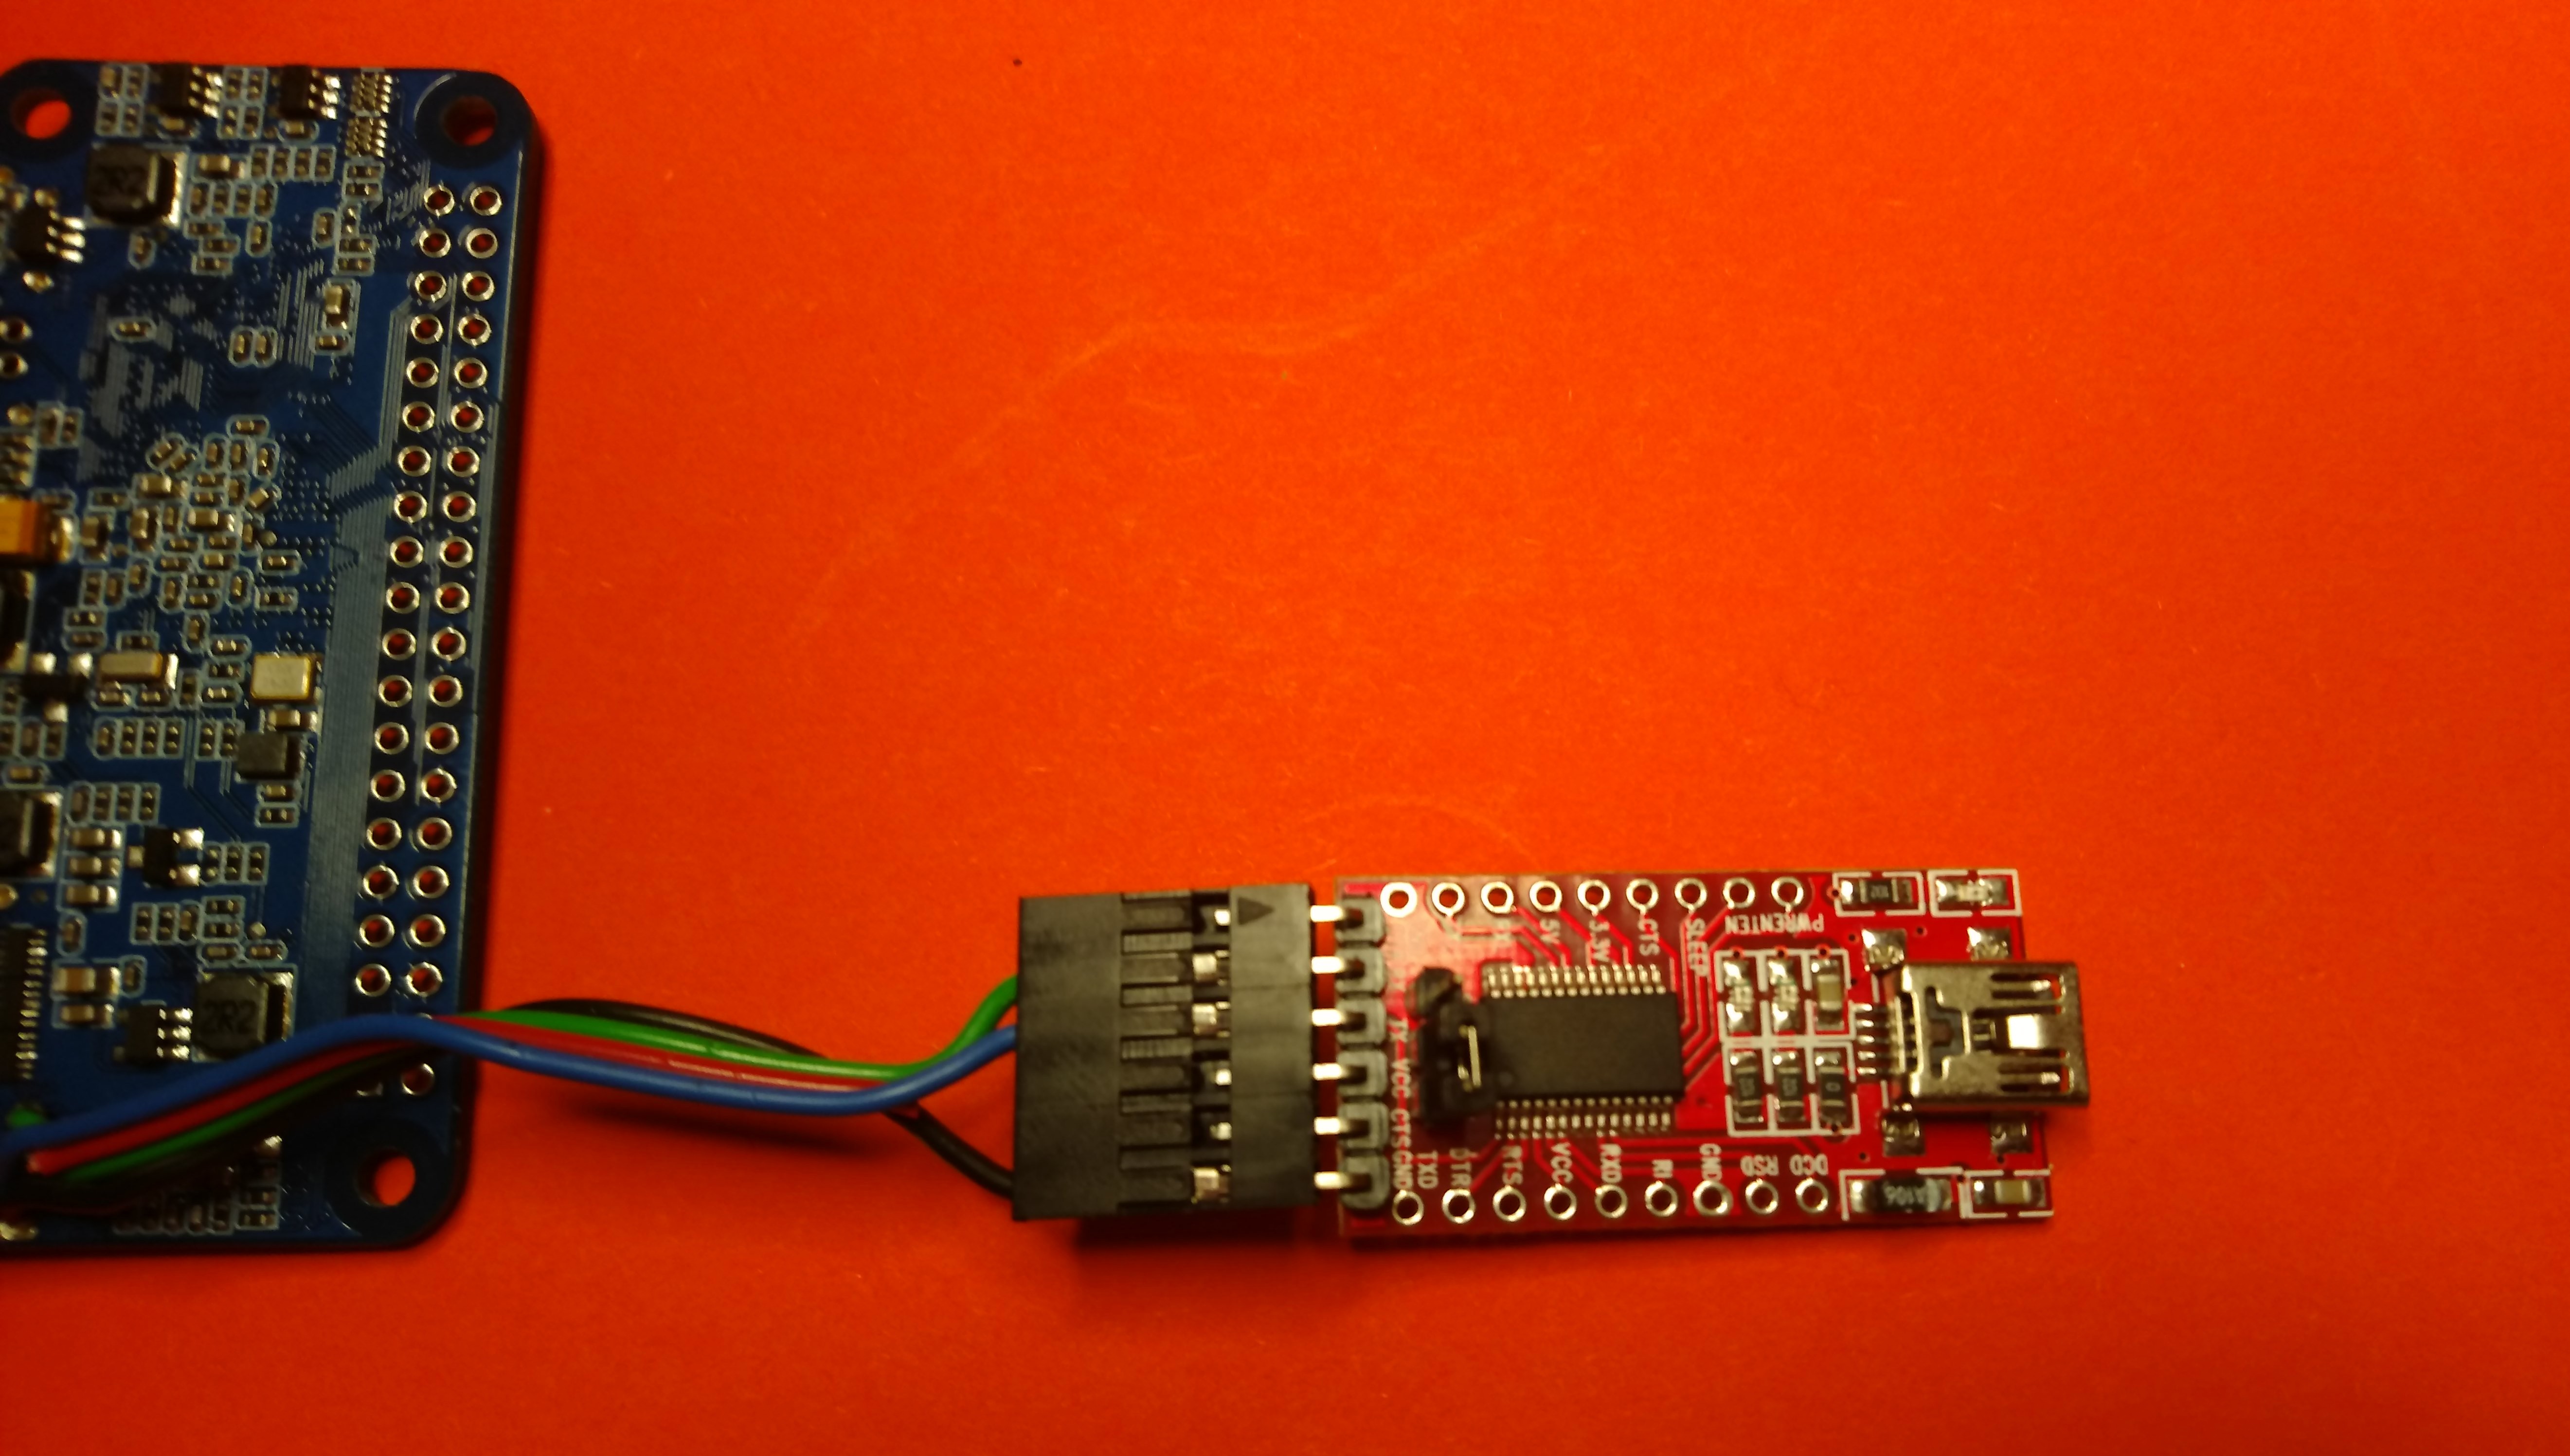 2R2
2R2
5V
3.3V
CTS
SLEEP
PWRENTEN
TX VCC CTS GND
TXD
DTR
RTS
VCC
RXD
RI
GND
RSD
DCD